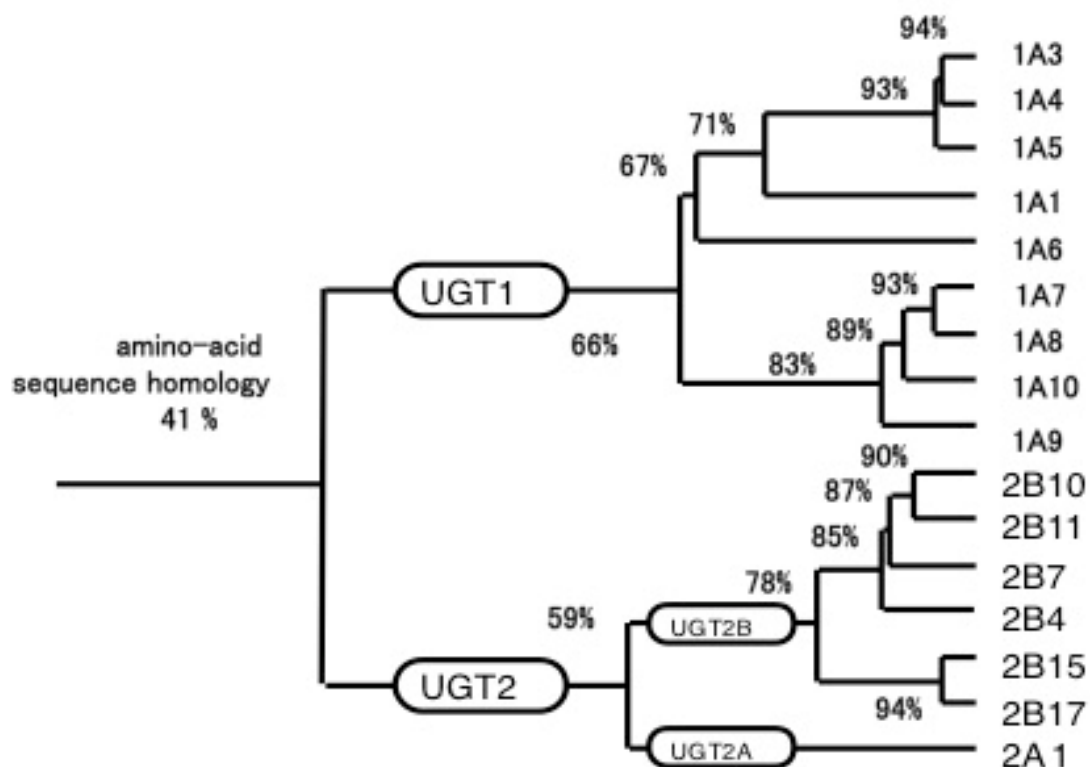 94%
1A3
93%
1A4
71%
1A5
67%
1A1
1A6
UGT1
93%
1A7
66%
89%
1A8
amino-acid
83%
sequence homology
1A10
41 %
1A9
90%
2B10
87%
2B11
85%
2B7
78%
59%
UGT2B
2B4
2B15
UGT2
94%
2B17
UGT2A
2A1